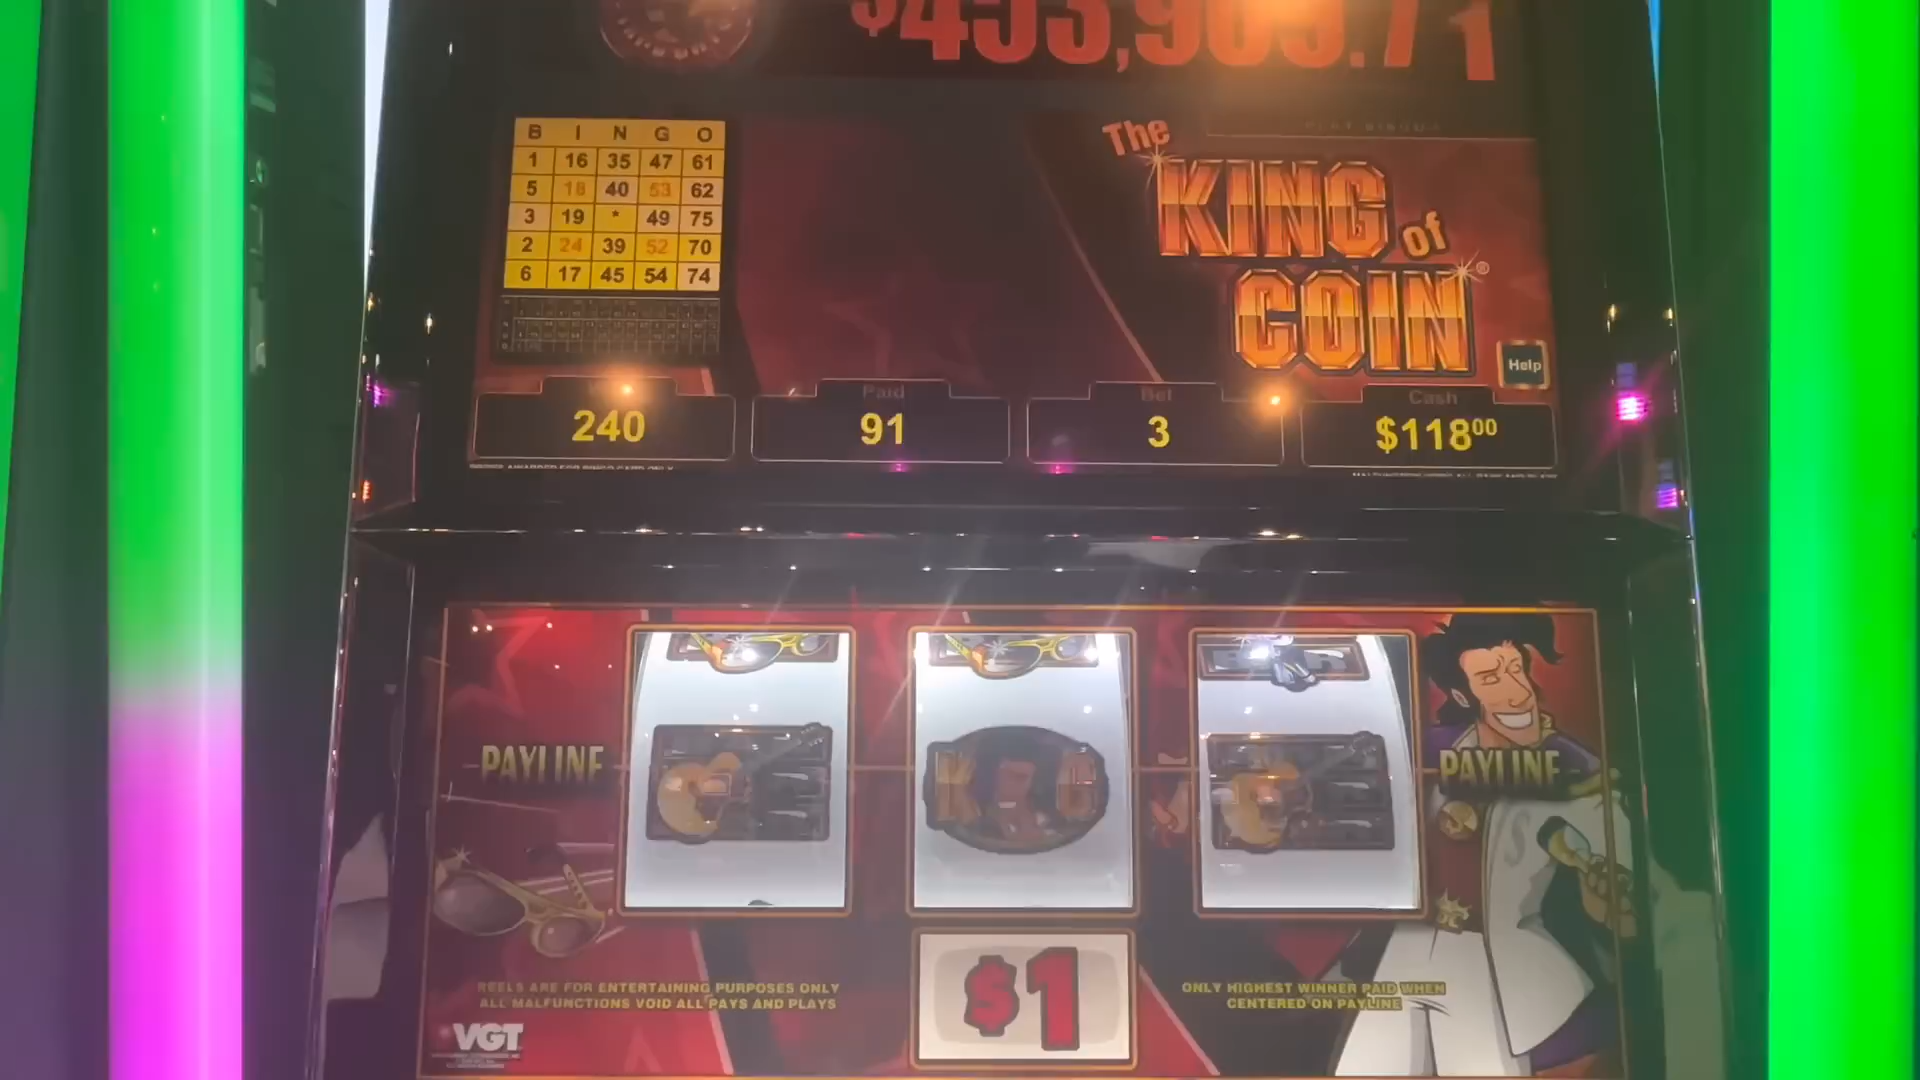 B I N G O
1 16 35 47 61
5 18 40 53 62
3 19 * 49 75
2 24 39 52 70
6 17 45 54 74
The
KING of
COIN®
Help
Paid
Bet
Cash
240
91
3
$118.00
PAYLINE
PAYLINE
K G
$1
REELS ARE FOR ENTERTAINING PURPOSES ONLY
ALL MALFUNCTIONS VOID ALL PAYS AND PLAYS
ONLY HIGHEST WINNER PAID WHEN
CENTERED ON PAYLINE
VGT